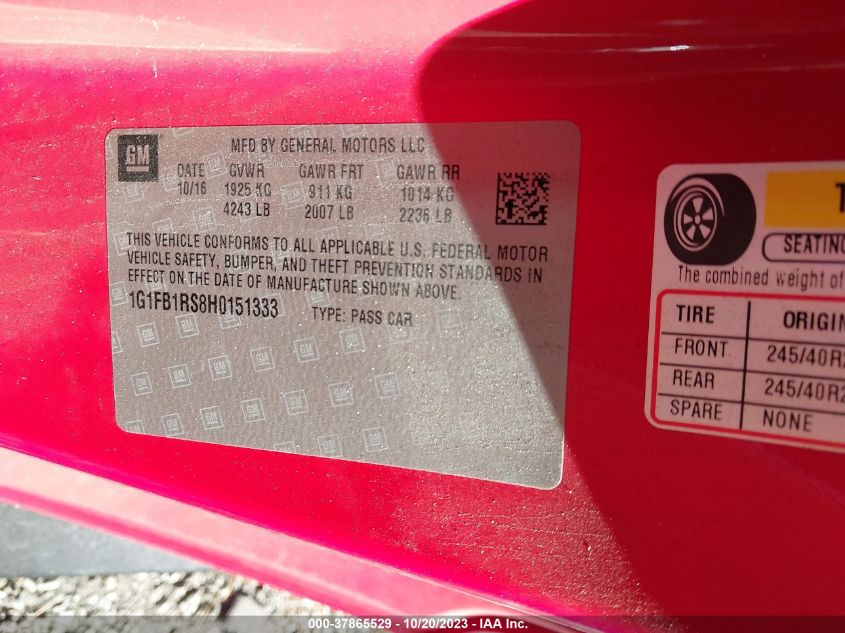 GM
MFD BY GENERAL MOTORS LLC
DATE GVWR GAWR FRT GAWR RR
10/16 1925 KG 911 KG 1014 KG
4243 LB 2007 LB 2236 LB
THIS VEHICLE CONFORMS TO ALL APPLICABLE U.S. FEDERAL MOTOR
VEHICLE SAFETY, BUMPER, AND THEFT PREVENTION STANDARDS IN
EFFECT ON THE DATE OF MANUFACTURE SHOWN ABOVE.
1G1FB1RS8H0151333 TYPE: PASS CAR
T
SEATING
The combined weight of
TIRE ORIGIN
FRONT 245/40R2
REAR 245/40R2
SPARE NONE
000-37865529 - 10/20/2023 - IAA Inc.